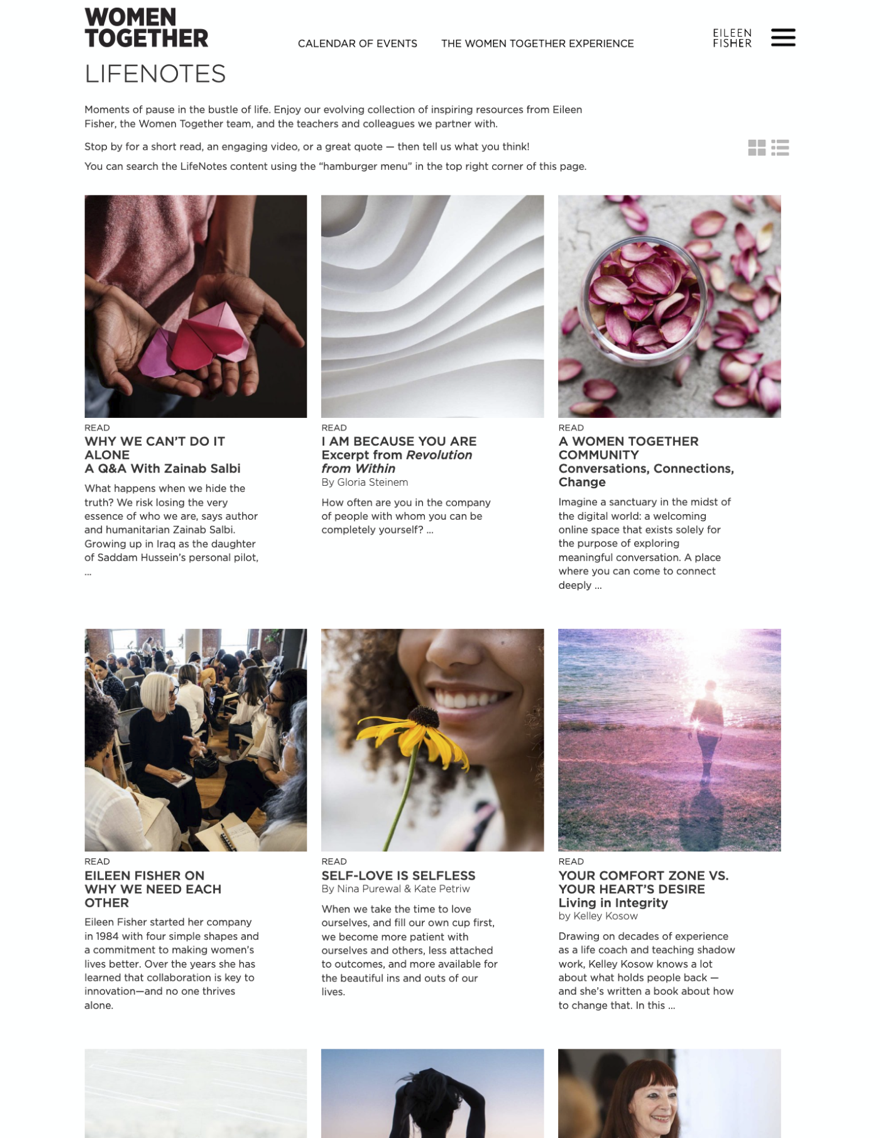 WOMEN
TOGETHER
CALENDAR OF EVENTS
THE WOMEN TOGETHER EXPERIENCE
EILEEN
FISHER
LIFENOTES
Moments of pause in the bustle of life. Enjoy our evolving collection of inspiring resources from Eileen
Fisher, the Women Together team, and the teachers and colleagues we partner with.
Stop by for a short read, an engaging video, or a great quote — then tell us what you think!
You can search the LifeNotes content using the “hamburger menu” in the top right corner of this page.
READ
WHY WE CAN’T DO IT
ALONE
A Q&A With Zainab Salbi
What happens when we hide the
truth? We risk losing the very
essence of who we are, says author
and humanitarian Zainab Salbi.
Growing up in Iraq as the daughter
of Saddam Hussein’s personal pilot,
...
READ
I AM BECAUSE YOU ARE
Excerpt from Revolution
from Within
By Gloria Steinem
How often are you in the company
of people with whom you can be
completely yourself? ...
READ
A WOMEN TOGETHER
COMMUNITY
Conversations, Connections,
Change
Imagine a sanctuary in the midst of
the digital world: a welcoming
online space that exists solely for
the purpose of exploring
meaningful conversation. A place
where you can come to connect
deeply ...
READ
EILEEN FISHER ON
WHY WE NEED EACH
OTHER
Eileen Fisher started her company
in 1984 with four simple shapes and
a commitment to making women’s
lives better. Over the years she has
learned that collaboration is key to
innovation—and no one thrives
alone.
READ
SELF-LOVE IS SELFLESS
By Nina Purewal & Kate Petriw
When we take the time to love
ourselves, and fill our own cup first,
we become more patient with
ourselves and others, less attached
to outcomes, and more available for
the beautiful ins and outs of our
lives.
READ
YOUR COMFORT ZONE VS.
YOUR HEART’S DESIRE
Living in Integrity
by Kelley Kosow
Drawing on decades of experience
as a life coach and teaching shadow
work, Kelley Kosow knows a lot
about what holds people back —
and she’s written a book about how
to change that. In this ...